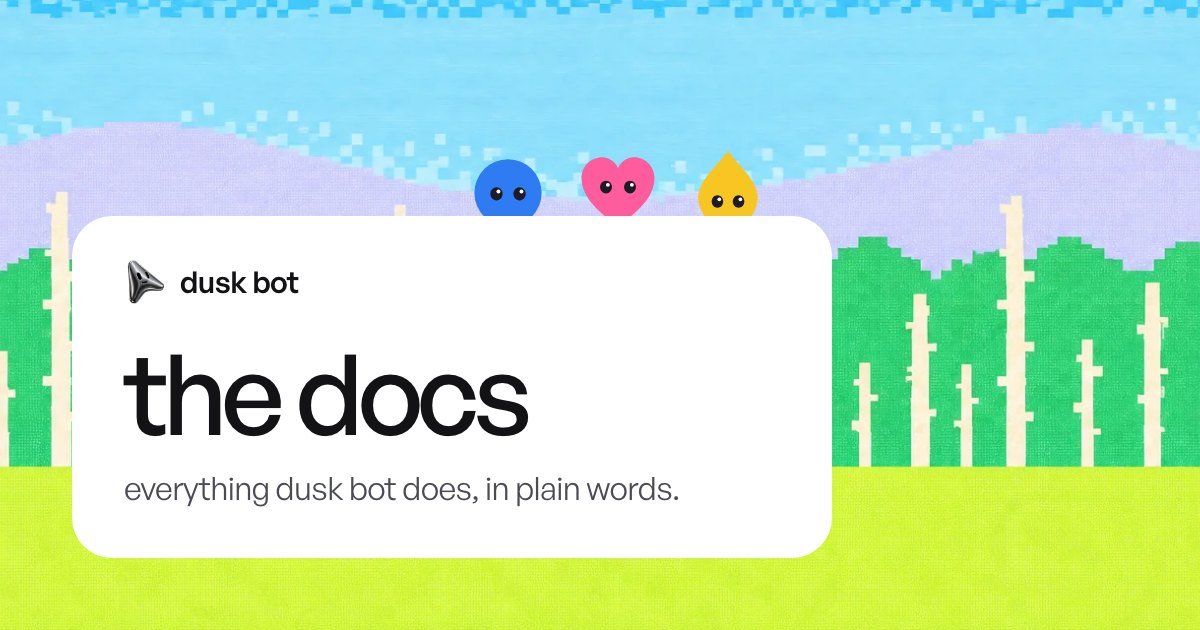 dusk bot
the docs
everything dusk bot does, in plain words.